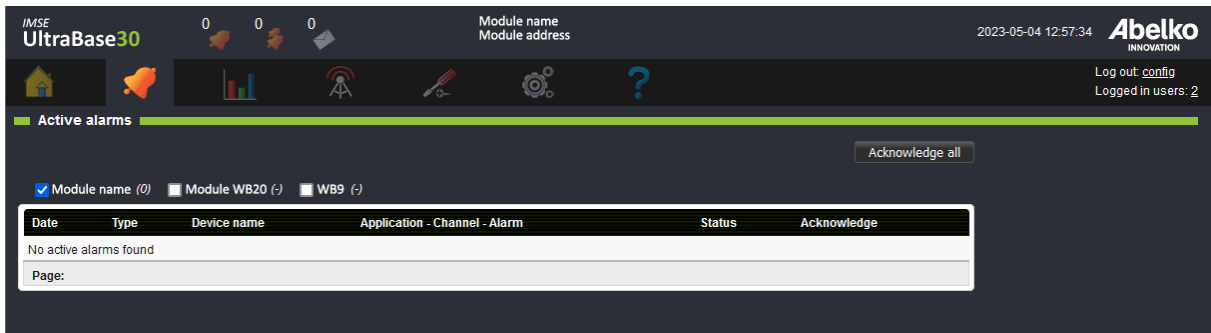 IMSE
UltraBase30
0 0 0
Module name
Module address
2023-05-04 12:57:34
Abelko
INNOVATION
?
Log out: config
Logged in users: 2
Active alarms
Acknowledge all
Module name (0) Module WB20 (-) WB9 (-)
Date Type Device name Application - Channel - Alarm Status Acknowledge
No active alarms found
Page: